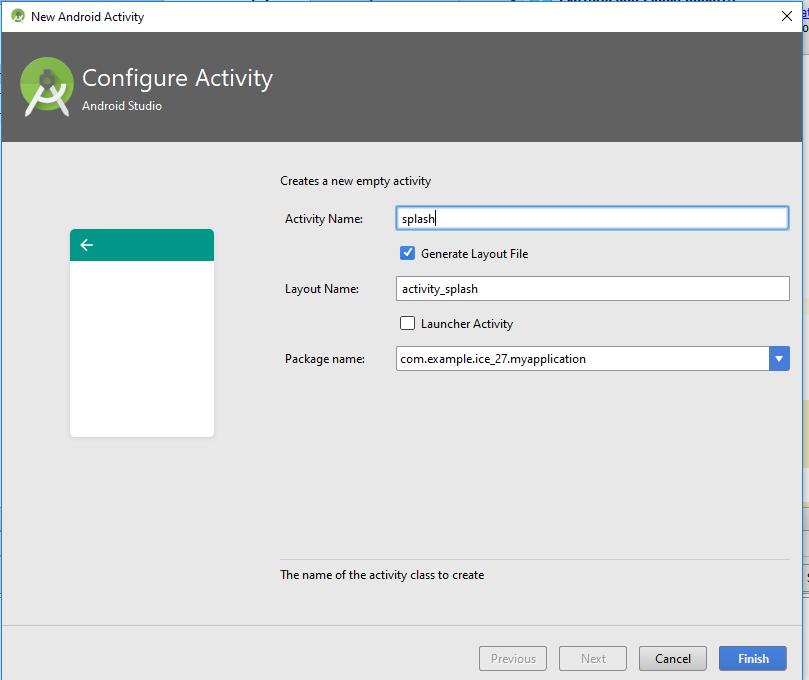 New Android Activity
Configure Activity
Android Studio
Creates a new empty activity
Activity Name: splash
Generate Layout File
Layout Name: activity_splash
Launcher Activity
Package name: com.example.ice_27.myapplication
The name of the activity class to create
Previous Next Cancel Finish